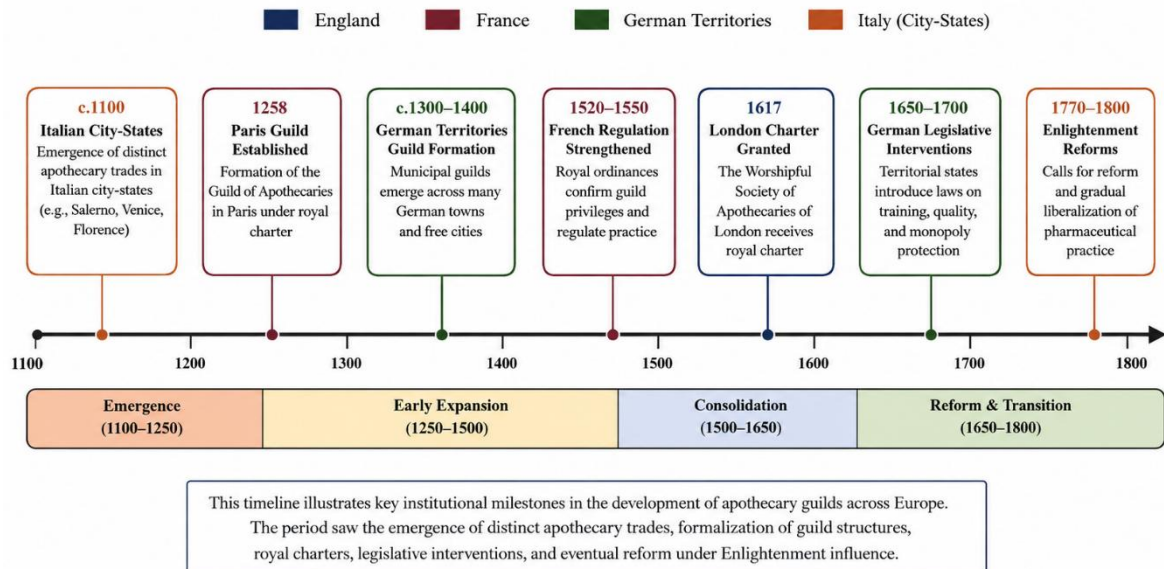 England
France
German Territories
Italy (City-States)
c.1100
Italian City-States
Emergence of distinct
apothecary trades in
Italian city-states
(e.g., Salerno, Venice,
Florence)
1258
Paris Guild
Established
Formation of the
Guild of Apothecaries
in Paris under royal
charter
c.1300–1400
German Territories
Guild Formation
Municipal guilds
emerge across many
German towns
and free cities
1520–1550
French Regulation
Strengthened
Royal ordinances
confirm guild
privileges and
regulate practice
1617
London Charter
Granted
The Worshipful
Society of
Apothecaries of
London receives
royal charter
1650–1700
German Legislative
Interventions
Territorial states
introduce laws on
training, quality,
and monopoly
protection
1770–1800
Enlightenment
Reforms
Calls for reform
and gradual
liberalization of
pharmaceutical
practice
1100
1200
1300
1400
1500
1600
1700
1800
Emergence
(1100–1250)
Early Expansion
(1250–1500)
Consolidation
(1500–1650)
Reform & Transition
(1650–1800)
This timeline illustrates key institutional milestones in the development of apothecary guilds across Europe.
The period saw the emergence of distinct apothecary trades, formalization of guild structures,
royal charters, legislative interventions, and eventual reform under Enlightenment influence.